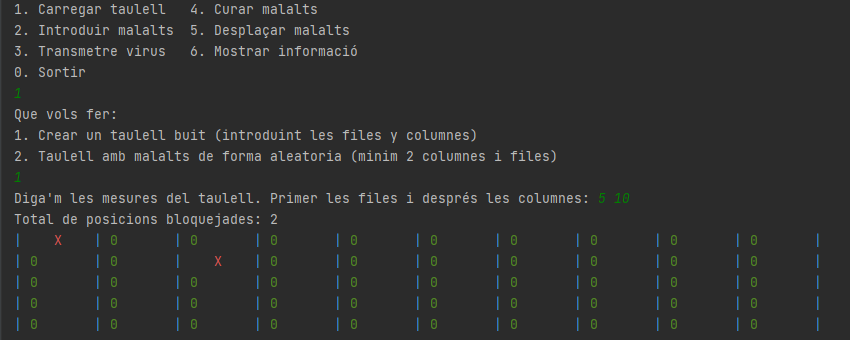 1. Carregar taulell   4. Curar malalts
2. Introduir malalts  5. Desplaçar malalts
3. Transmetre virus   6. Mostrar informació
0. Sortir
1
Que vols fer:
1. Crear un taulell buit (introduint les files y columnes)
2. Taulell amb malalts de forma aleatoria (minim 2 columnes i files)
1
Diga'm les mesures del taulell. Primer les files i després les columnes: 5 10
Total de posicions bloquejades: 2
|    X    | 0       | 0       | 0       | 0       | 0       | 0       | 0       | 0       | 0       |
| 0       | 0       |    X    | 0       | 0       | 0       | 0       | 0       | 0       | 0       |
| 0       | 0       | 0       | 0       | 0       | 0       | 0       | 0       | 0       | 0       |
| 0       | 0       | 0       | 0       | 0       | 0       | 0       | 0       | 0       | 0       |
| 0       | 0       | 0       | 0       | 0       | 0       | 0       | 0       | 0       | 0       |